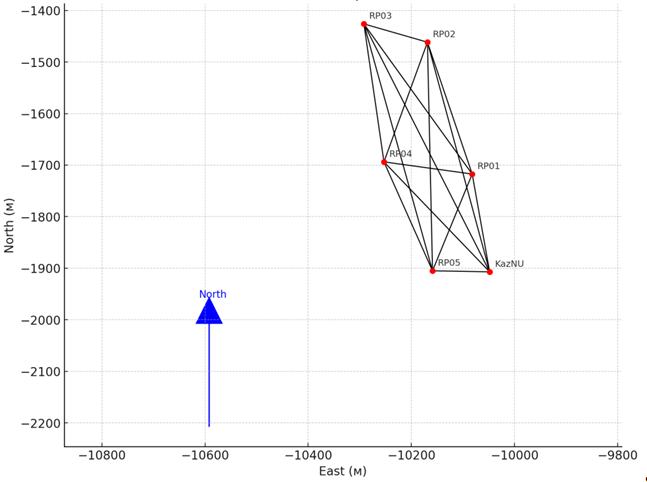 −1400
RP03
RP02
−1500
−1600
RP04
−1700
RP01
−1800
North (м)
−1900
RP05
KazNU
North
−2000
−2100
−2200
−10800
−10600
−10400
−10200
−10000
−9800
East (м)